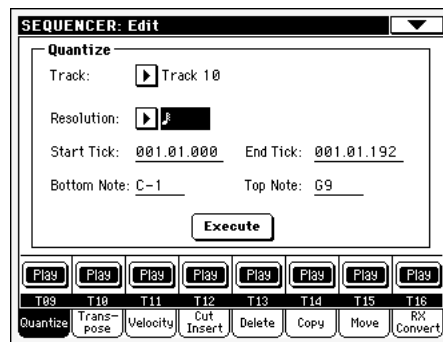 SEQUENCER: Edit
Quantize
Track: Track 10
Resolution:
Start Tick: 001.01.000 End Tick: 001.01.192
Bottom Note: C-1 Top Note: G9
Execute
Play Play Play Play Play Play Play Play
T09 T10 T11 T12 T13 T14 T15 T16
Quantize Trans-pose Velocity Cut Insert Delete Copy Move RX Convert